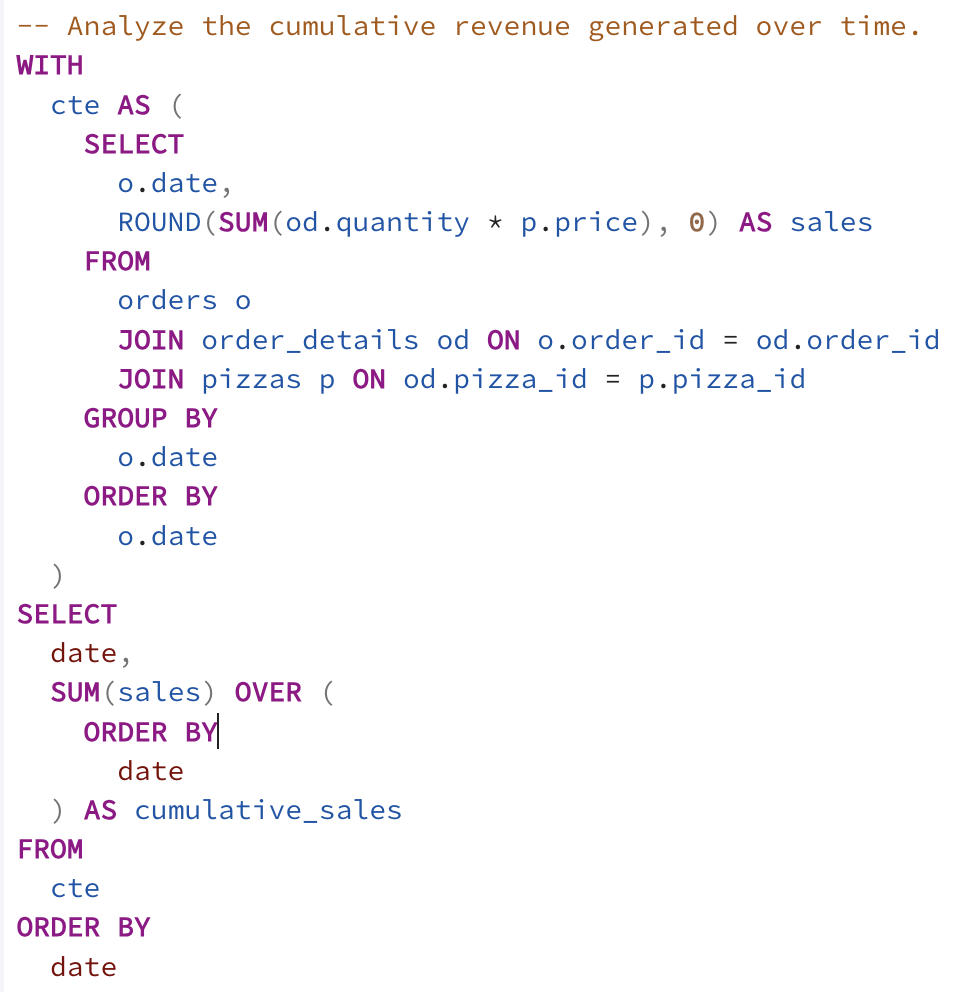 -- Analyze the cumulative revenue generated over time.
WITH
  cte AS (
    SELECT
      o.date,
      ROUND(SUM(od.quantity * p.price), 0) AS sales
    FROM
      orders o
      JOIN order_details od ON o.order_id = od.order_id
      JOIN pizzas p ON od.pizza_id = p.pizza_id
    GROUP BY
      o.date
    ORDER BY
      o.date
  )
SELECT
  date,
  SUM(sales) OVER (
    ORDER BY
      date
  ) AS cumulative_sales
FROM
  cte
ORDER BY
  date